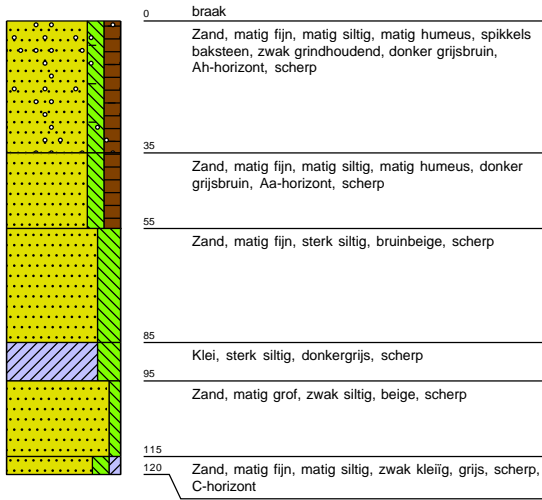 0 braak
Zand, matig fijn, matig siltig, matig humeus, spikkels
baksteen, zwak grindhoudend, donker grijsbruin,
Ah-horizont, scherp
35
Zand, matig fijn, matig siltig, matig humeus, donker
grijsbruin, Aa-horizont, scherp
55
Zand, matig fijn, sterk siltig, bruinbeige, scherp
85
Klei, sterk siltig, donkergrijs, scherp
95
Zand, matig grof, zwak siltig, beige, scherp
115
120 Zand, matig fijn, matig siltig, zwak kleiïg, grijs, scherp,
C-horizont